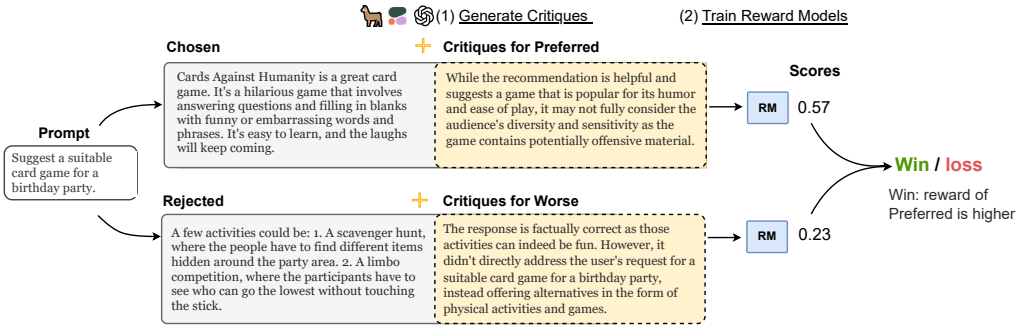 (1) Generate Critiques
(2) Train Reward Models
Chosen
+
Critiques for Preferred
Scores
Cards Against Humanity is a great card
game. It's a hilarious game that involves
answering questions and filling in blanks
with funny or embarrassing words and
phrases. It's easy to learn, and the laughs
will keep coming.
While the recommendation is helpful and
suggests a game that is popular for its humor
and ease of play, it may not fully consider the
audience's diversity and sensitivity as the
game contains potentially offensive material.
RM
0.57
Prompt
Suggest a suitable
card game for a
birthday party.
Win / loss
Win: reward of
Preferred is higher
Rejected
+
Critiques for Worse
A few activities could be: 1. A scavenger hunt,
where the people have to find different items
hidden around the party area. 2. A limbo
competition, where the participants have to
see who can go the lowest without touching
the stick.
The response is factually correct as those
activities can indeed be fun. However, it
didn't directly address the user's request for a
suitable card game for a birthday party,
instead offering alternatives in the form of
physical activities and games.
RM
0.23